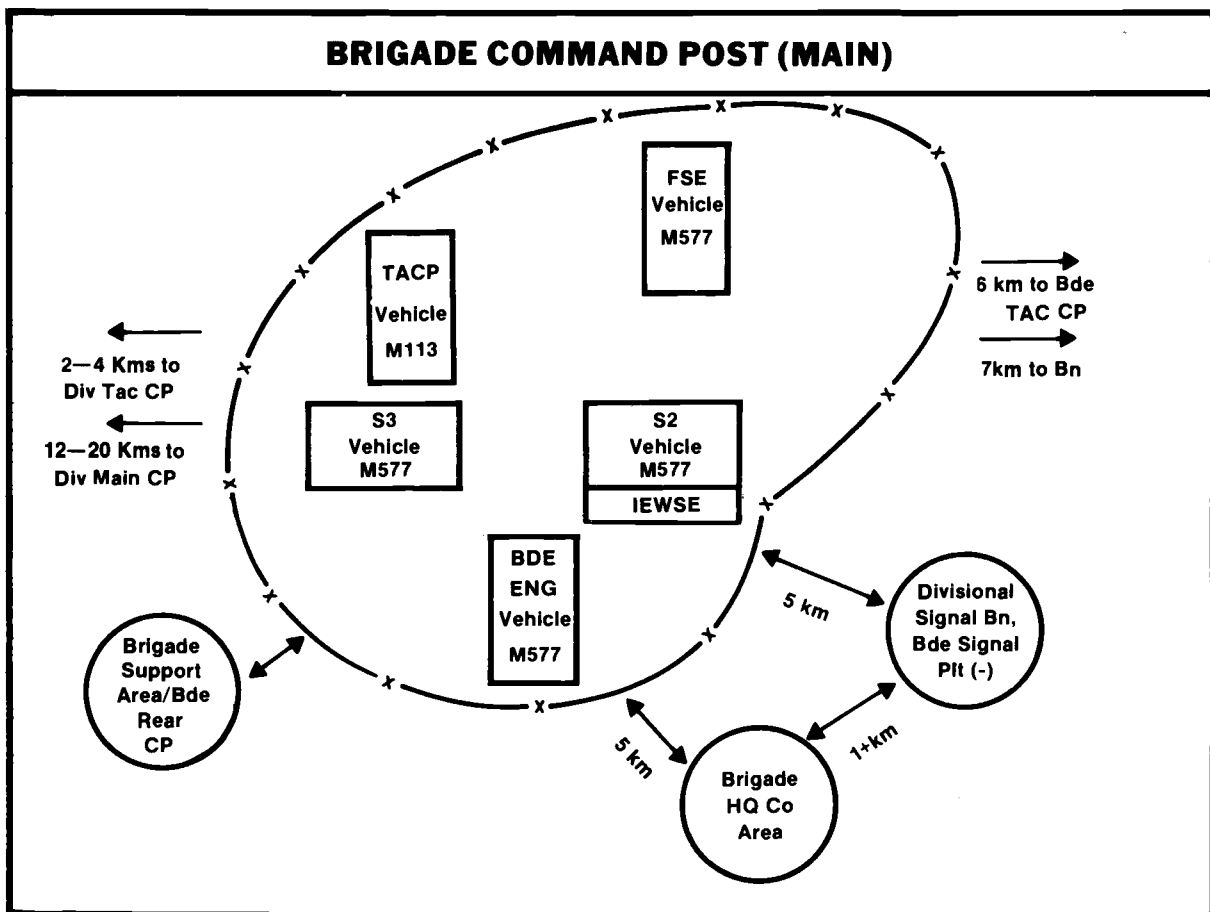 BRIGADE COMMAND POST (MAIN)
FSE
Vehicle
M577
TACP
Vehicle
M113
6 km to Bde
TAC CP
7km to Bn
2—4 Kms to
Div Tac CP
12—20 Kms to
Div Main CP
S3
Vehicle
M577
S2
Vehicle
M577
IEWSE
BDE
ENG
Vehicle
M577
5 km
Divisional
Signal Bn,
Bde Signal
Plt (-)
Brigade
Support
Area/Bde
Rear
CP
5 km
1+km
Brigade
HQ Co
Area